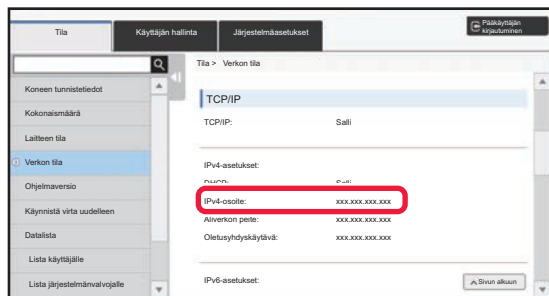 Tila
Käyttäjän hallinta
Järjestelmäasetukset
Pääkäyttäjän
kirjautuminen
Tila > Verkon tila
Koneen tunnistetiedot
Kokonaismäärä
Laitteen tila
Verkon tila
Ohjelmaversio
Käynnistä virta uudelleen
Datalista
Lista käyttäjälle
Lista järjestelmänvalvojalle
TCP/IP
TCP/IP: Salli
IPv4-asetukset:
DHCP: Salli
IPv4-osoite: xxx.xxx.xxx.xxx
Aliverkon peite: xxx.xxx.xxx.xxx
Oletusyhdyskäytävä: xxx.xxx.xxx.xxx
IPv6-asetukset:
Sivun alkuun